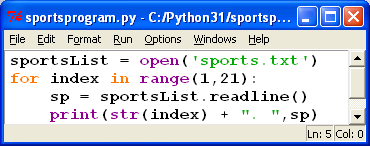 sportsprogram.py - C:/Python31/sportsp...
File Edit Format Run Options Windows Help
sportsList = open('sports.txt')
for index in range(1,21):
    sp = sportsList.readline()
    print(str(index) + ". ",sp)
Ln: 5 Col: 0